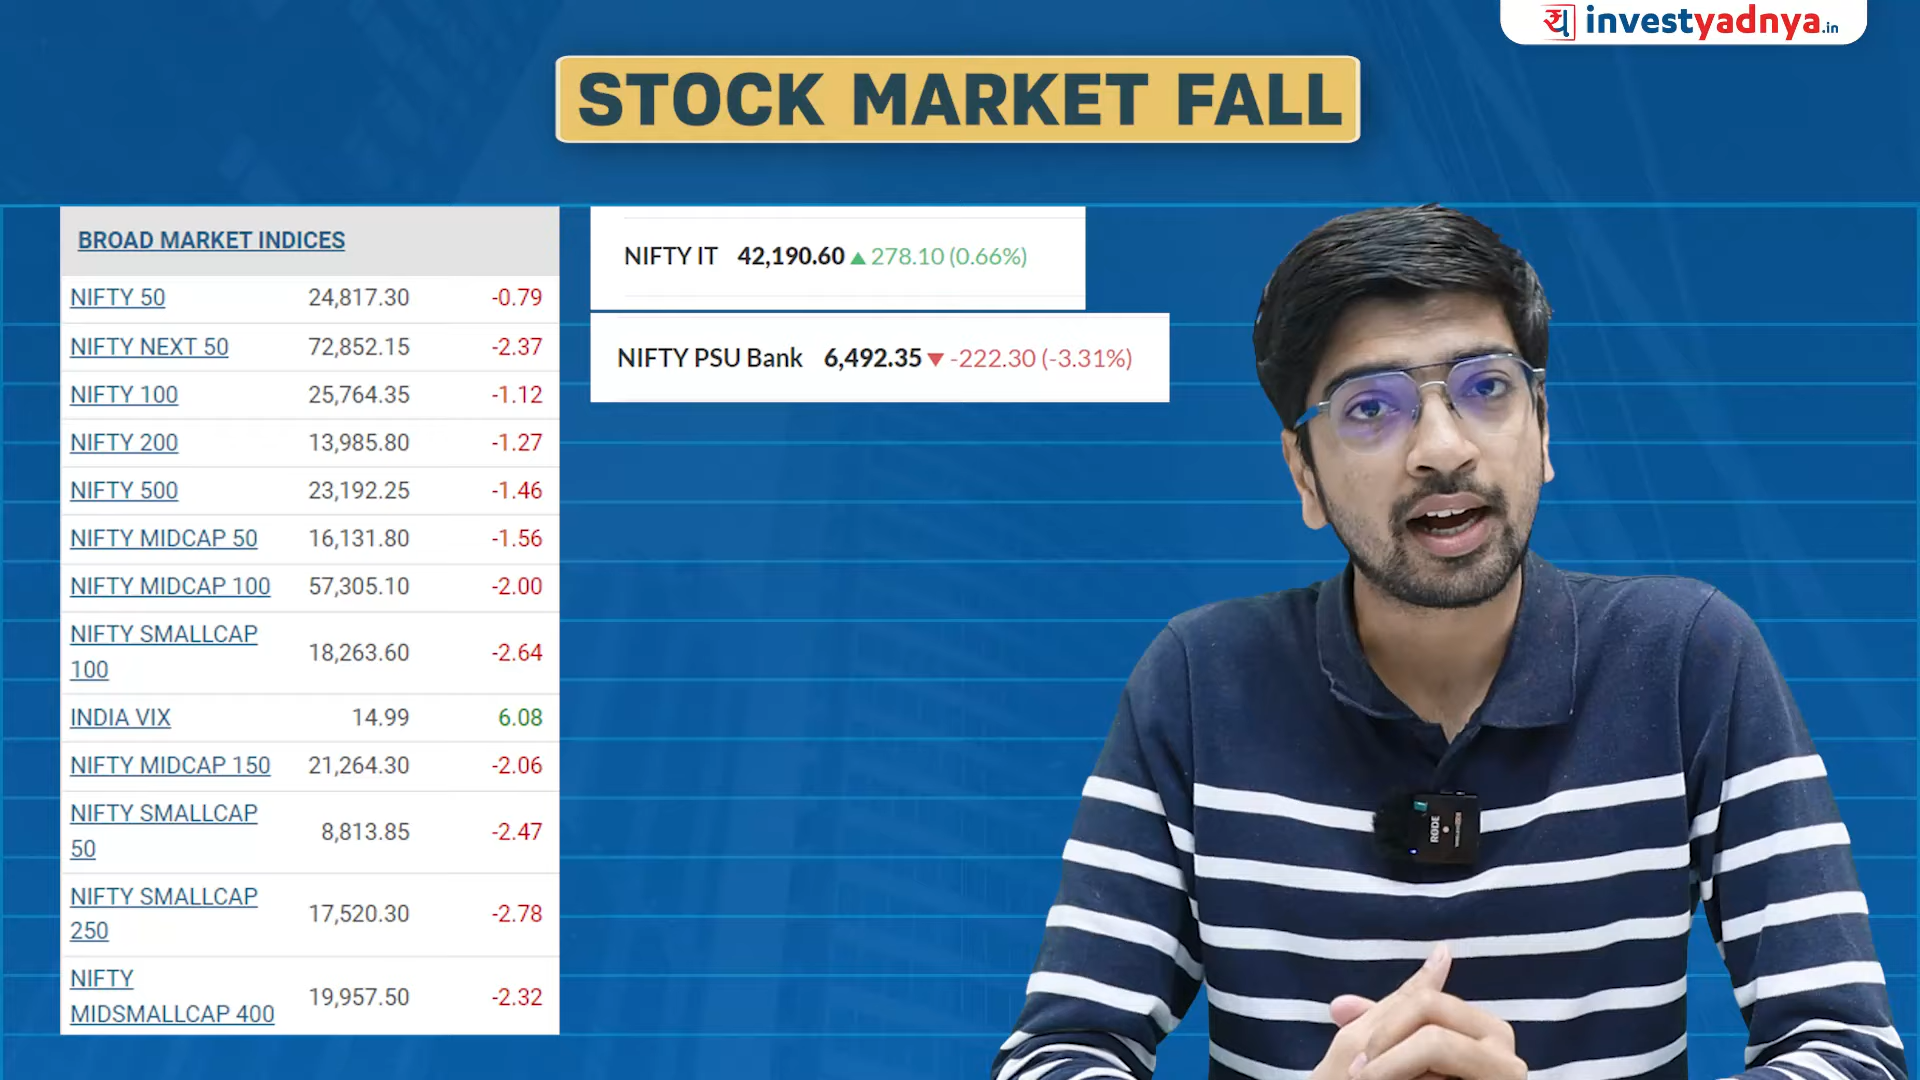 investyadnya.in
STOCK MARKET FALL
BROAD MARKET INDICES
NIFTY 50 24,817.30 -0.79
NIFTY NEXT 50 72,852.15 -2.37
NIFTY 100 25,764.35 -1.12
NIFTY 200 13,985.80 -1.27
NIFTY 500 23,192.25 -1.46
NIFTY MIDCAP 50 16,131.80 -1.56
NIFTY MIDCAP 100 57,305.10 -2.00
NIFTY SMALLCAP
100 18,263.60 -2.64
INDIA VIX 14.99 6.08
NIFTY MIDCAP 150 21,264.30 -2.06
NIFTY SMALLCAP
50 8,813.85 -2.47
NIFTY SMALLCAP
250 17,520.30 -2.78
NIFTY
MIDSMALLCAP 400 19,957.50 -2.32
NIFTY IT 42,190.60 ▲ 278.10 (0.66%)
NIFTY PSU Bank 6,492.35 ▼ -222.30 (-3.31%)
RØDE